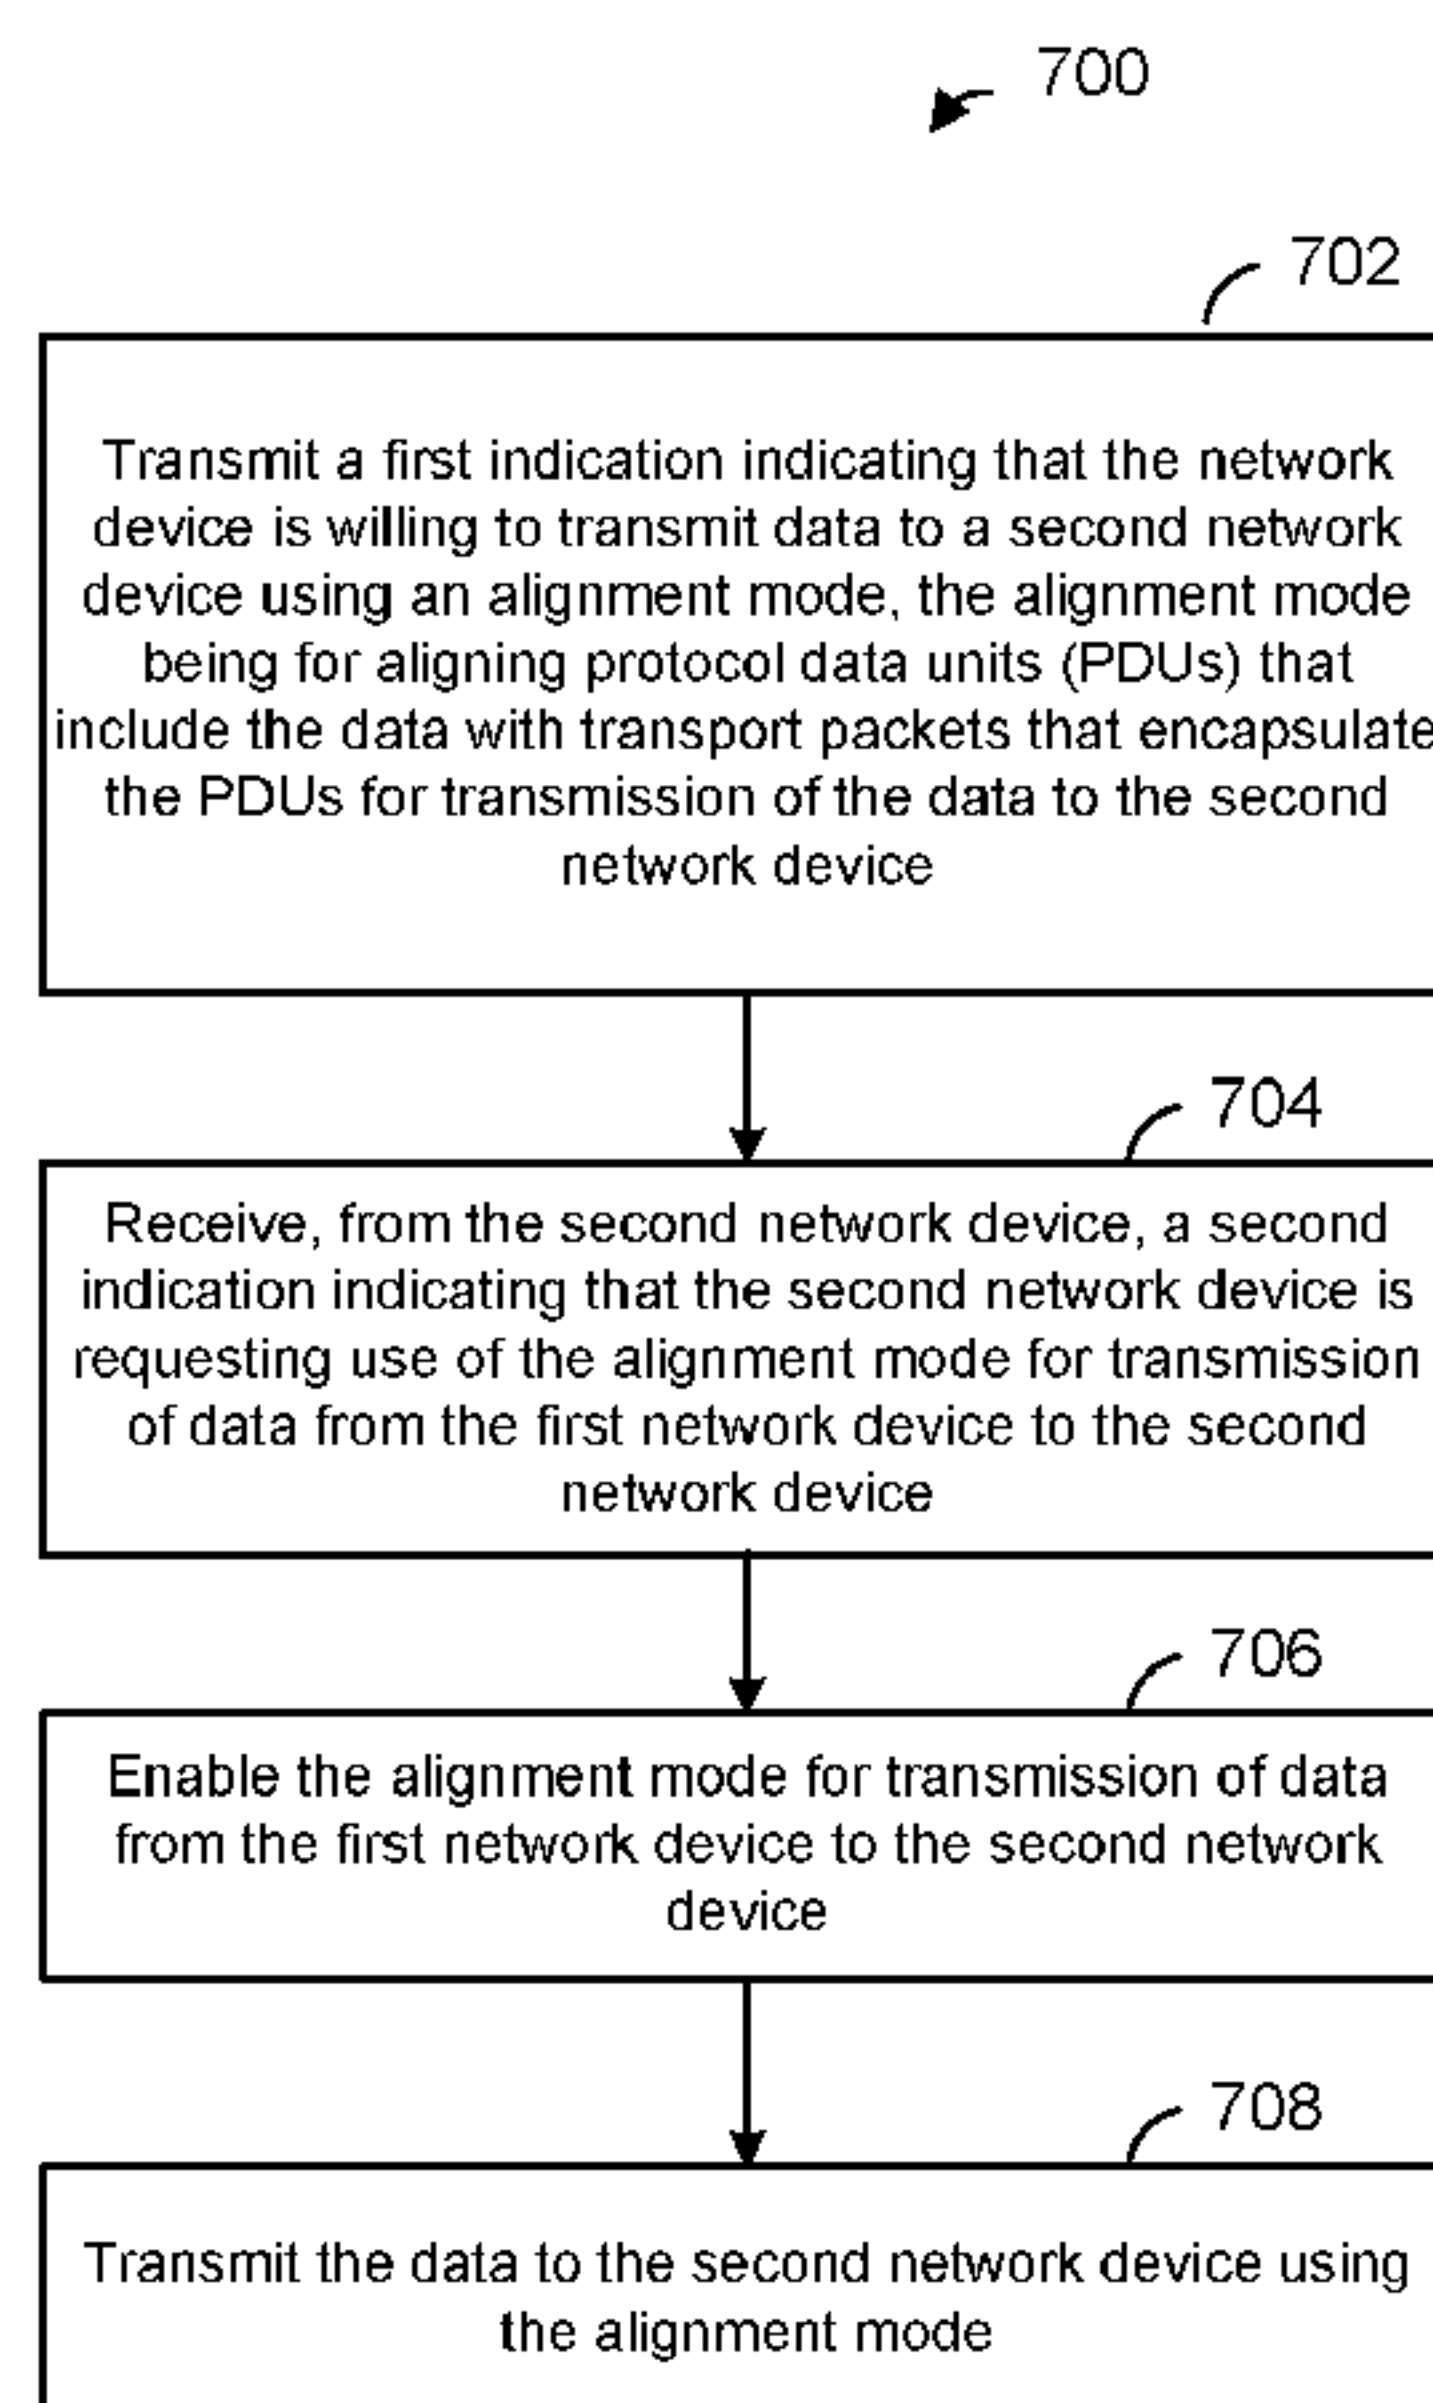 700
702
Transmit a first indication indicating that the network
device is willing to transmit data to a second network
device using an alignment mode, the alignment mode
being for aligning protocol data units (PDUs) that
include the data with transport packets that encapsulate
the PDUs for transmission of the data to the second
network device
704
Receive, from the second network device, a second
indication indicating that the second network device is
requesting use of the alignment mode for transmission
of data from the first network device to the second
network device
706
Enable the alignment mode for transmission of data
from the first network device to the second network
device
708
Transmit the data to the second network device using
the alignment mode